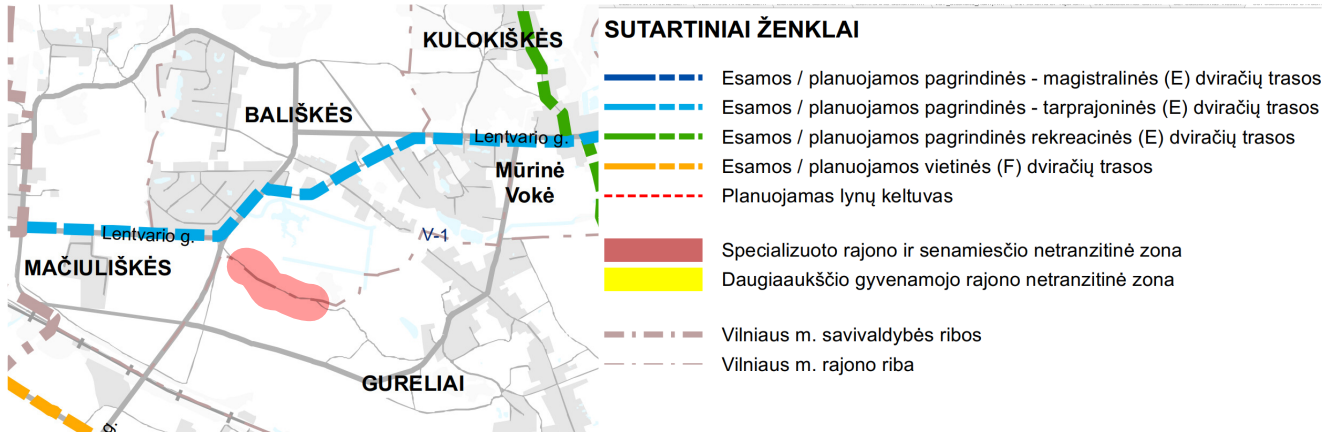 KULOKIŠKĖS
BALIŠKĖS
Lentvario g.
Mūrinė
Vokė
Lentvario g.
V-1
MAČIULIŠKĖS
GURELIAI
g.
SUTARTINIAI ŽENKLAI
Esamos / planuojamos pagrindinės - magistralinės (E) dviračių trasos
Esamos / planuojamos pagrindinės - tarprajoninės (E) dviračių trasos
Esamos / planuojamos pagrindinės rekreacinės (E) dviračių trasos
Esamos / planuojamos vietinės (F) dviračių trasos
Planuojamas lynų keltuvas
Specializuoto rajono ir senamiesčio netranzitinė zona
Daugiaaukščio gyvenamojo rajono netranzitinė zona
Vilniaus m. savivaldybės ribos
Vilniaus m. rajono riba